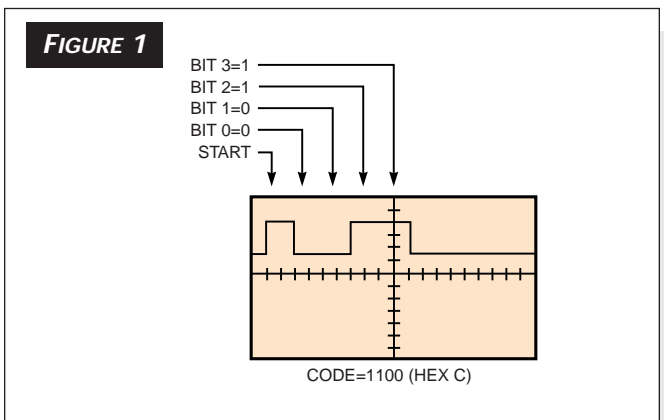 FIGURE 1
BIT 3=1
BIT 2=1
BIT 1=0
BIT 0=0
START
CODE=1100 (HEX C)